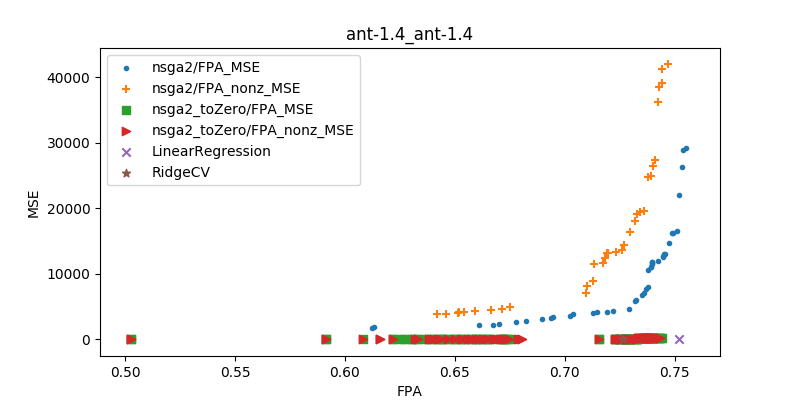 ant-1.4_ant-1.4
nsga2/FPA_MSE
nsga2/FPA_nonz_MSE
nsga2_toZero/FPA_MSE
nsga2_toZero/FPA_nonz_MSE
LinearRegression
RidgeCV
MSE
40000
30000
20000
10000
0
0.50 0.55 0.60 0.65 0.70 0.75
FPA